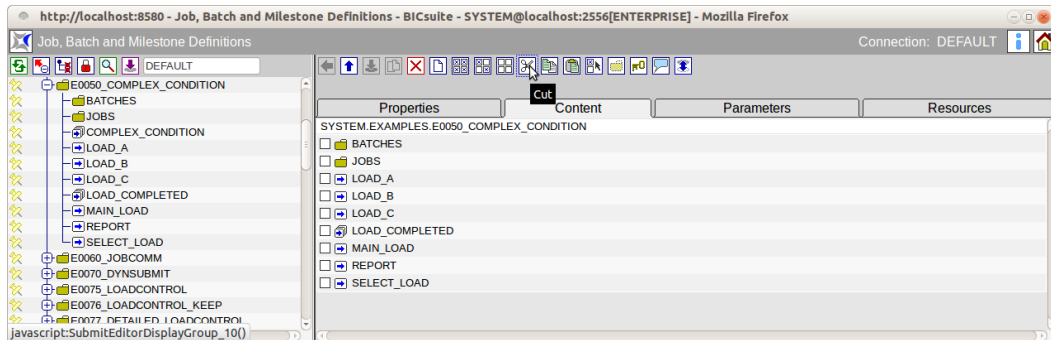 http://localhost:8580 - Job, Batch and Milestone Definitions - BICsuite - SYSTEM@localhost:2556[ENTERPRISE] - Mozilla Firefox
Job, Batch and Milestone Definitions
Connection: DEFAULT
DEFAULT
E0050_COMPLEX_CONDITION
BATCHES
JOBS
COMPLEX_CONDITION
LOAD_A
LOAD_B
LOAD_C
LOAD_COMPLETED
MAIN_LOAD
REPORT
SELECT_LOAD
E0060_JOBCOMM
E0070_DYNSUBMIT
E0075_LOADCONTROL
E0076_LOADCONTROL_KEEP
E0077_DETAILED_LOADCONTROL
javascript:SubmitEditorDisplayGroup_10()
Cut
Properties
Content
Parameters
Resources
SYSTEM.EXAMPLES.E0050_COMPLEX_CONDITION
BATCHES
JOBS
LOAD_A
LOAD_B
LOAD_C
LOAD_COMPLETED
MAIN_LOAD
REPORT
SELECT_LOAD